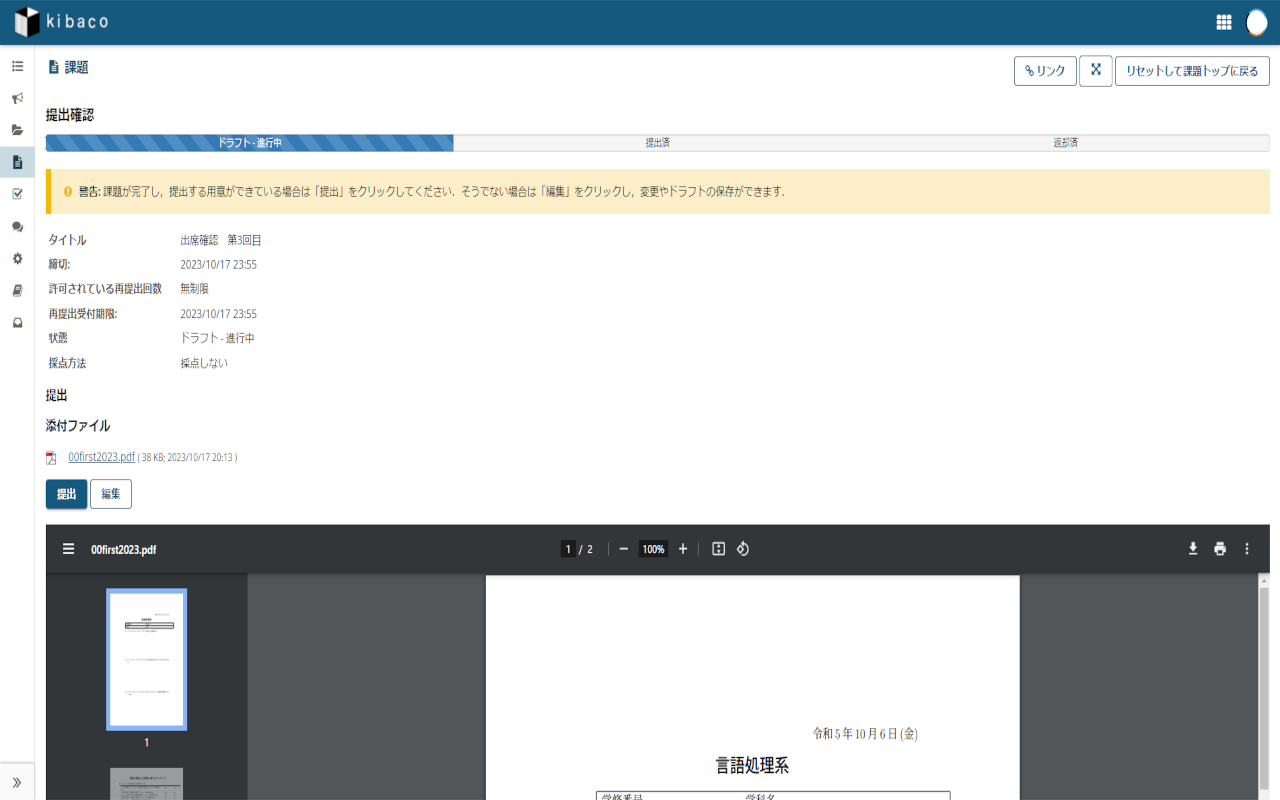 kibaco
課題
リンク
リセットして課題トップに戻る
提出確認
ドラフト - 進行中
提出済
返却済
警告: 課題が完了し，提出する用意ができている場合は「提出」をクリックしてください．そうでない場合は「編集」をクリックし，変更やドラフトの保存ができます．
タイトル 出席確認　第3回目
締切: 2023/10/17 23:55
許可されている再提出回数 無制限
再提出受付期限: 2023/10/17 23:55
状態 ドラフト - 進行中
採点方法 採点しない
提出
添付ファイル
00first2023.pdf ( 38 KB; 2023/10/17 20:13 )
提出 編集
00first2023.pdf 1 / 2 100%
1
令和5年10月6日(金)
言語処理系
学修番号 学科名